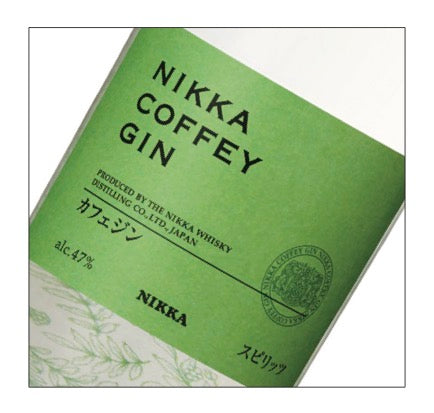 NIKKA
COFFEY
GIN
PRODUCED BY THE NIKKA WHISKY
DISTILLING CO., LTD., JAPAN
カフェジン
alc.47%
NIKKA
スピリッツ